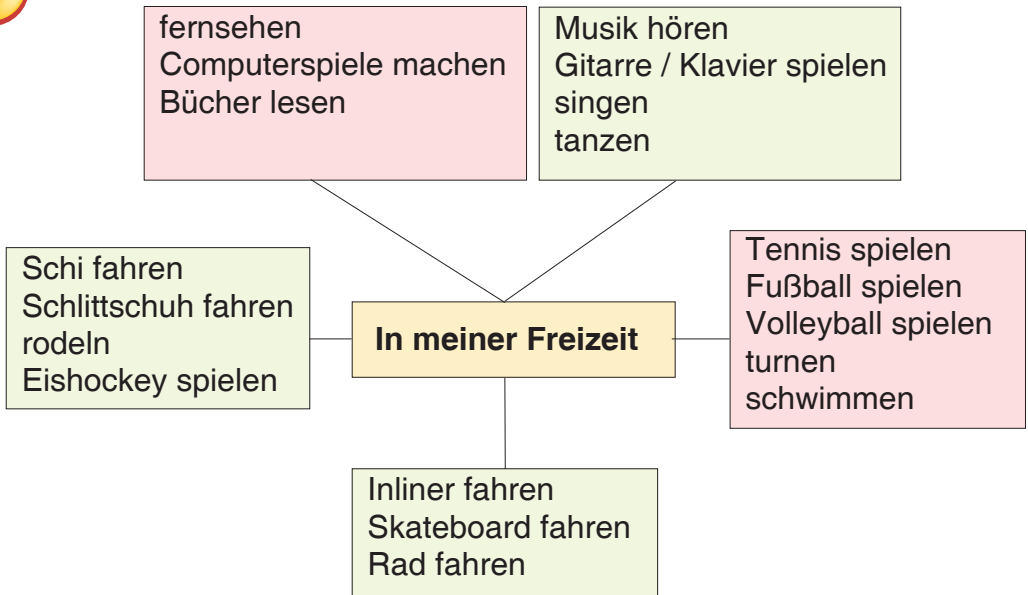 fernsehen
Computerspiele machen
Bücher lesen
Musik hören
Gitarre / Klavier spielen
singen
tanzen
Schi fahren
Schlittschuh fahren
rodeln
Eishockey spielen
In meiner Freizeit
Tennis spielen
Fußball spielen
Volleyball spielen
turnen
schwimmen
Inliner fahren
Skateboard fahren
Rad fahren